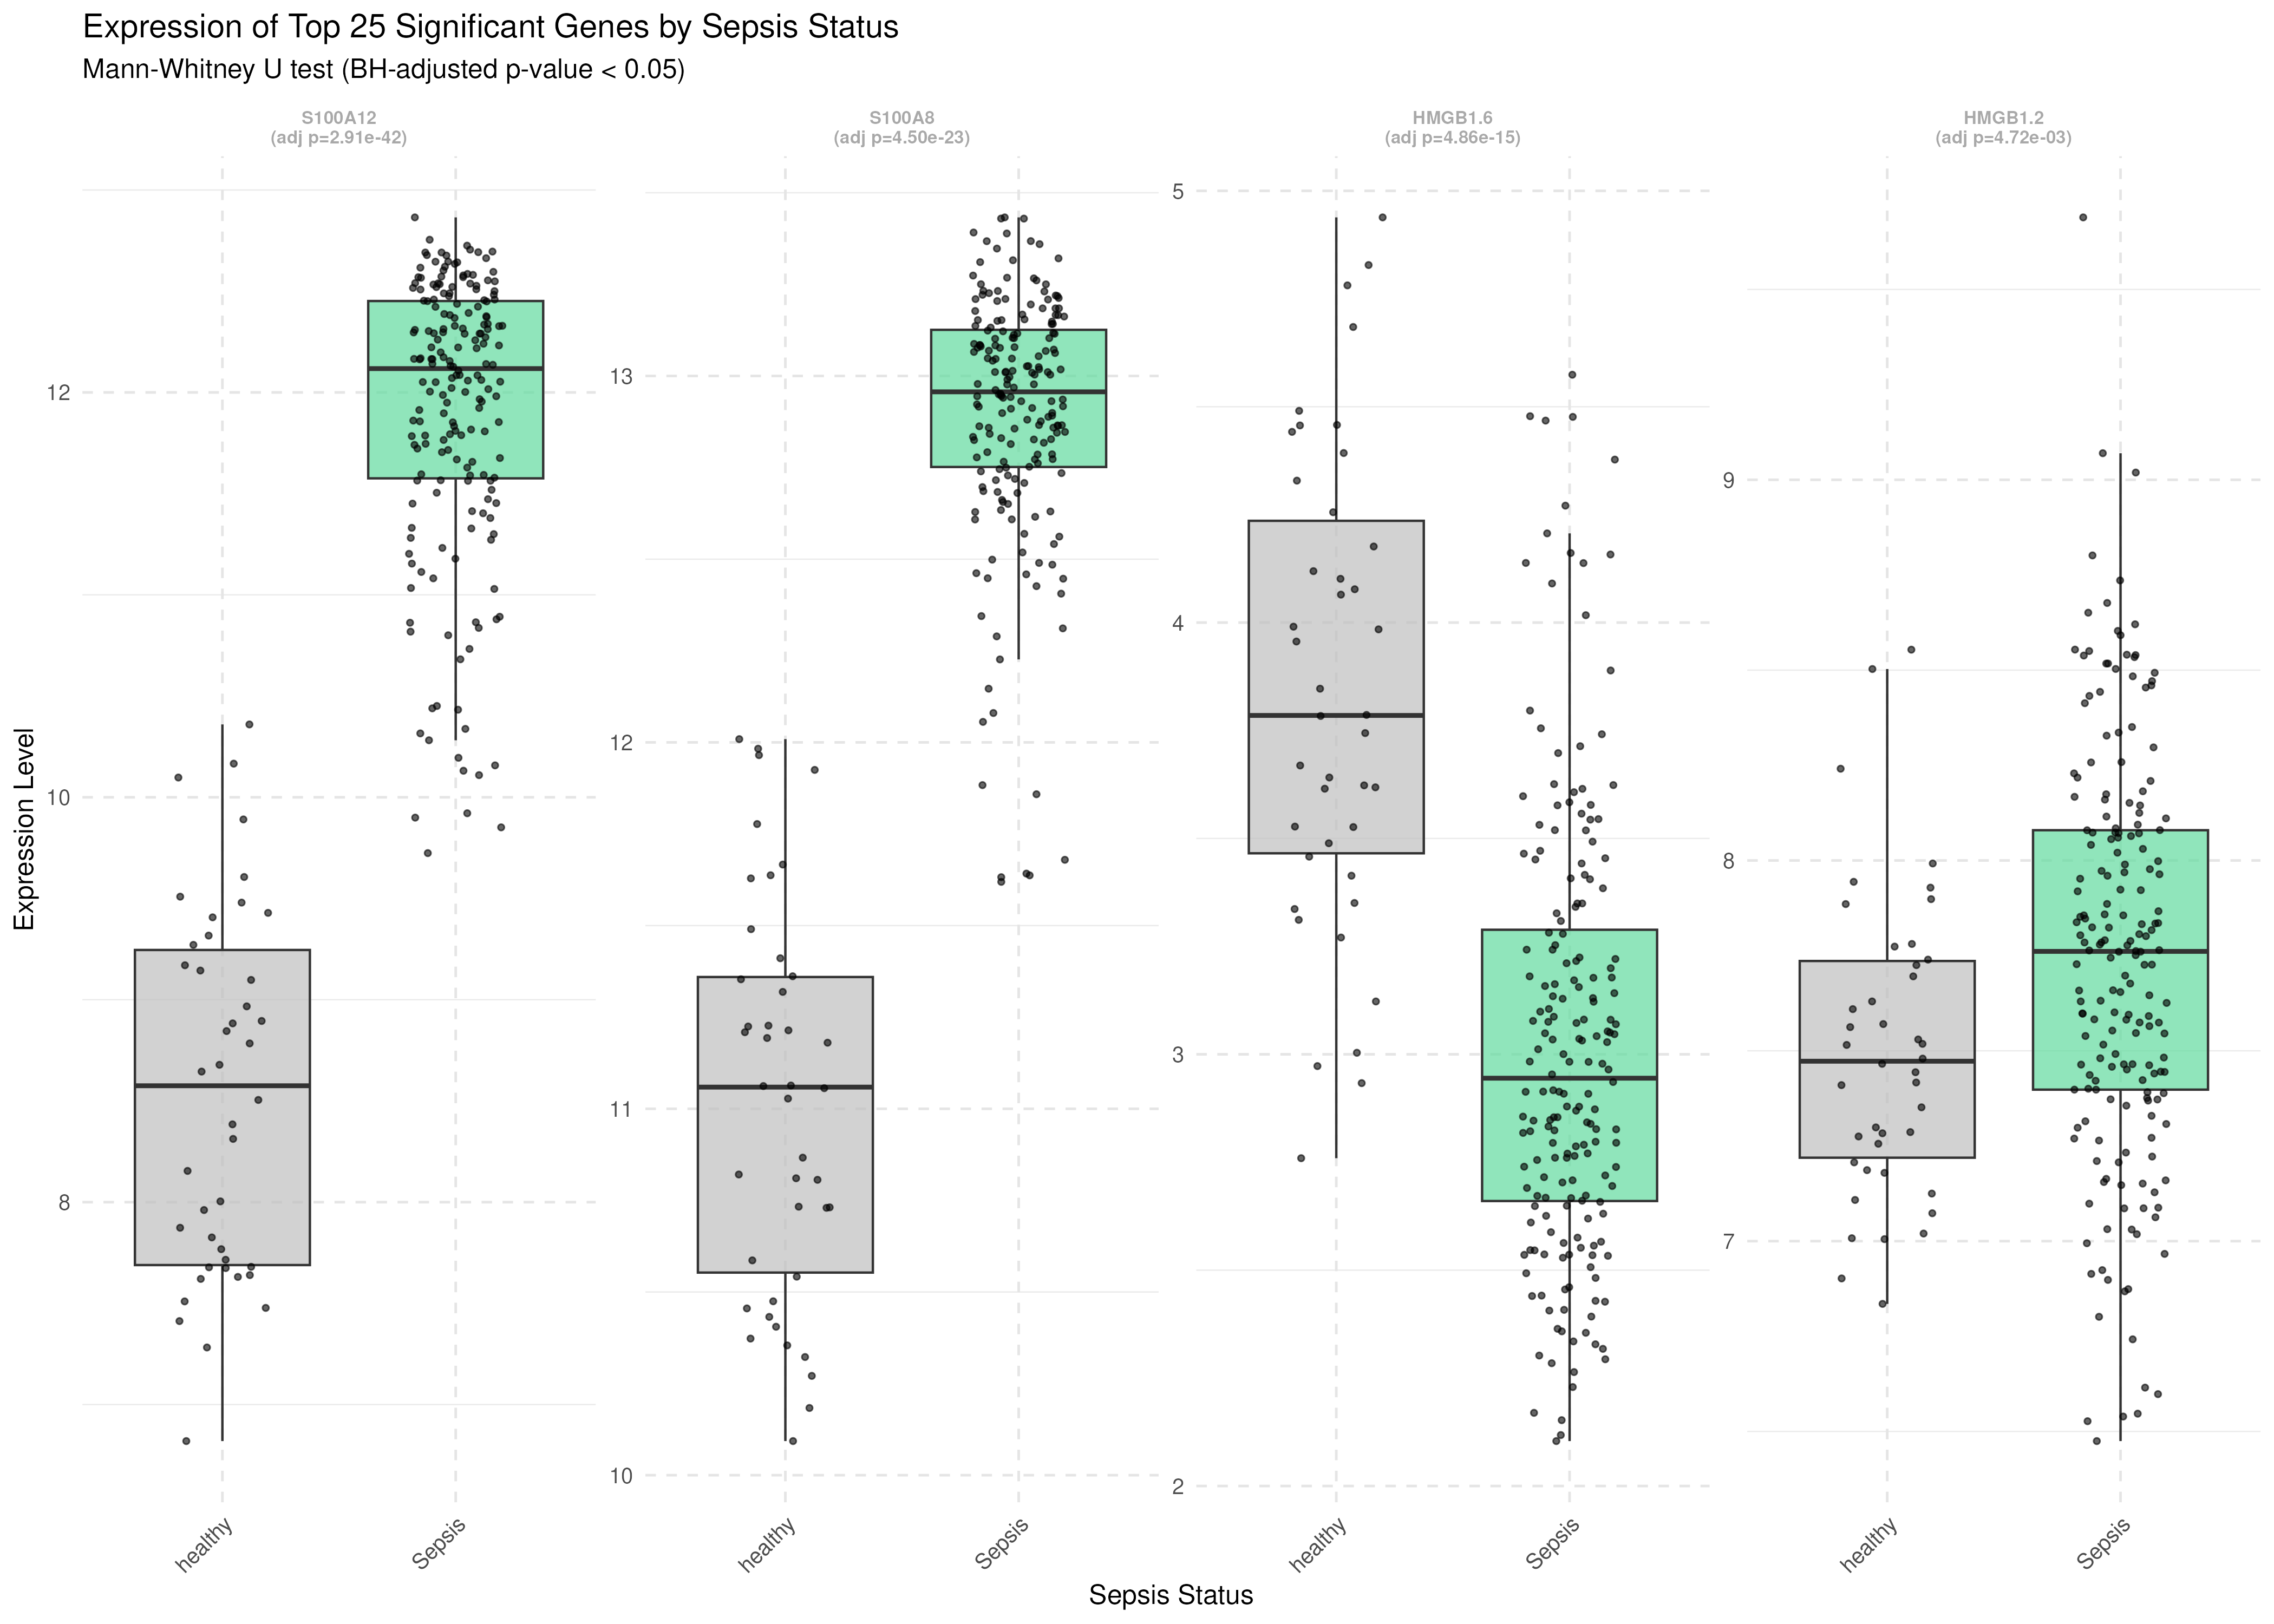 Expression of Top 25 Significant Genes by Sepsis Status
Mann-Whitney U test (BH-adjusted p-value < 0.05)
S100A12
(adj p=2.91e-42)
S100A8
(adj p=4.50e-23)
HMGB1.6
(adj p=4.86e-15)
HMGB1.2
(adj p=4.72e-03)
Expression Level
12
10
8
13
12
11
10
5
4
3
2
9
8
7
healthy
Sepsis
healthy
Sepsis
healthy
Sepsis
healthy
Sepsis
Sepsis Status